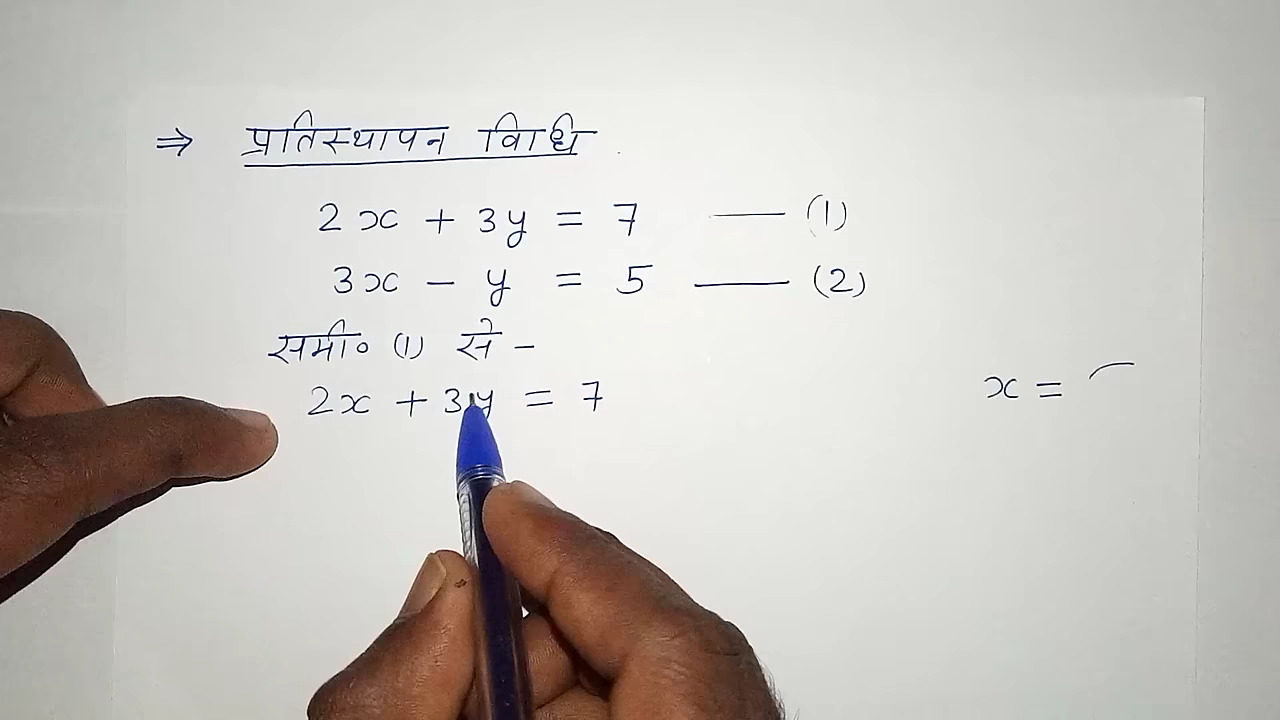 ⇒ प्रतिस्थापन विधि
2x + 3y = 7 —— (1)
3x - y = 5 —— (2)
समी० (1) से -
2x + 3y = 7
x =